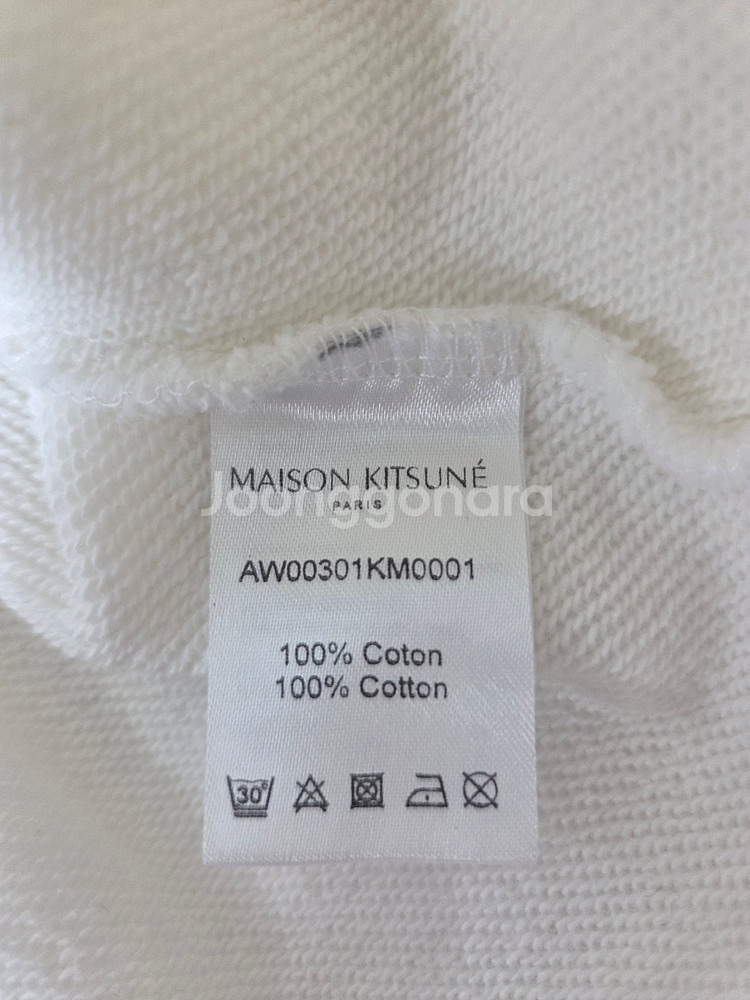 MAISON KITSUNÉ
PARIS
Joonggonara
AW00301KM0001
100% Coton
100% Cotton
30°